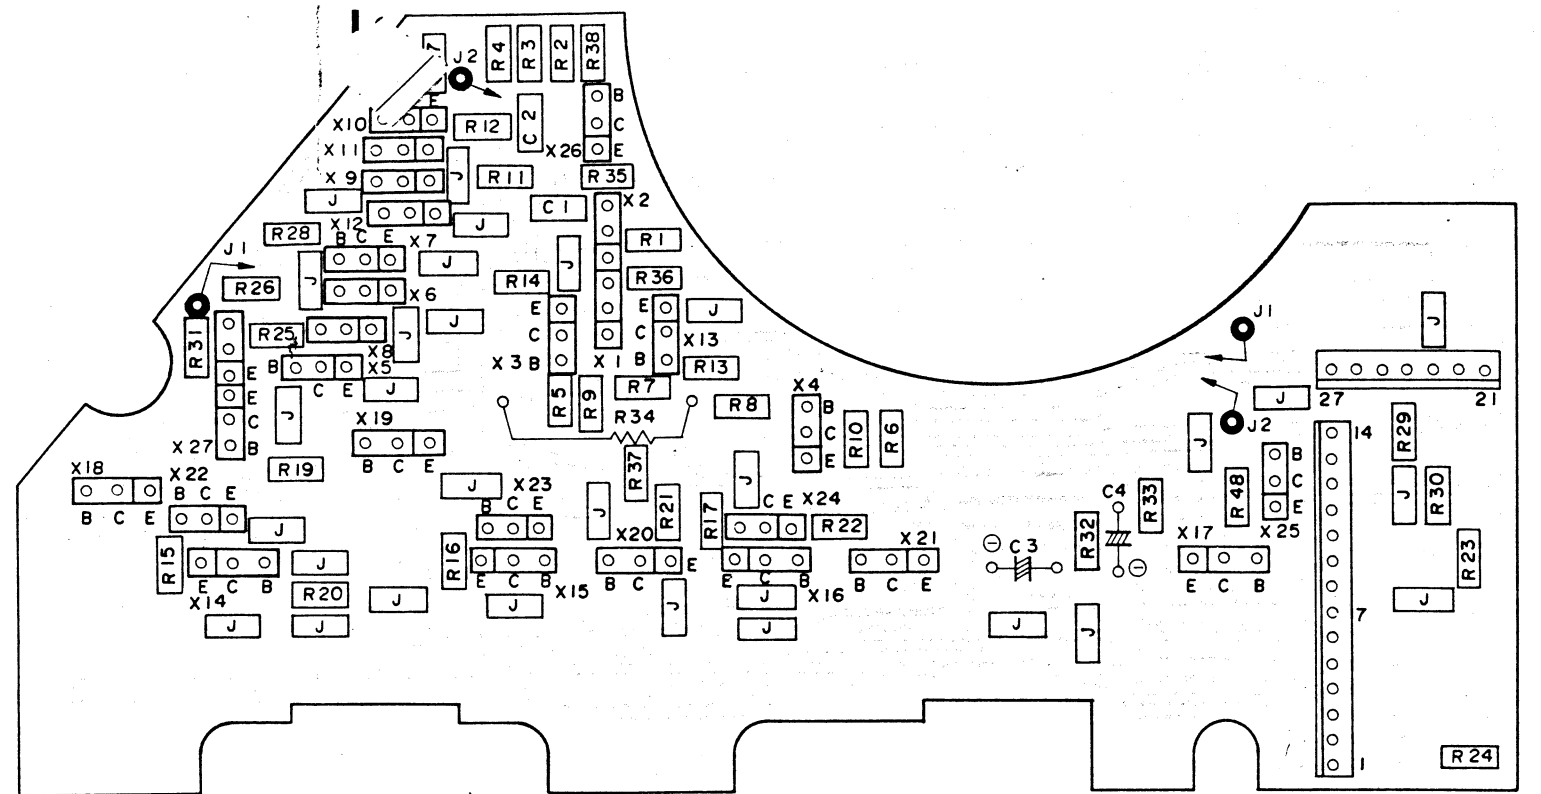 7
J2
R4
R3
R2
R38
E
B
X10
R12
C2
C
X11
X26
E
X9
J
R11
R35
J
C1
X2
X12
J
R28
B C E
X7
R1
J1
J
J
J
R26
R14
R36
X6
E
E
J
R31
R25
J
J
C
C
X13
J1
J
X8
X3
B
X1
B
R13
B
X5
E
C
E
J
R5
R9
R7
X4
J
27
21
E
J
R34
R8
B
J2
C
X19
C
R10
R6
J
14
R29
X27
B
B C E
R37
E
B
X18
X22
R19
J
X23
J
C
R48
J
R30
B C E
B C E
B C E
J
R21
R17
C E
X24
C4
R33
E
J
X20
R22
X21
C3
R32
X17
X25
R15
R16
E
R23
J
E C B
E C B
B C E
E C B
B C E
E C B
X14
R20
J
J
X15
J
J
X16
J
7
J
J
J
J
J
R24
1